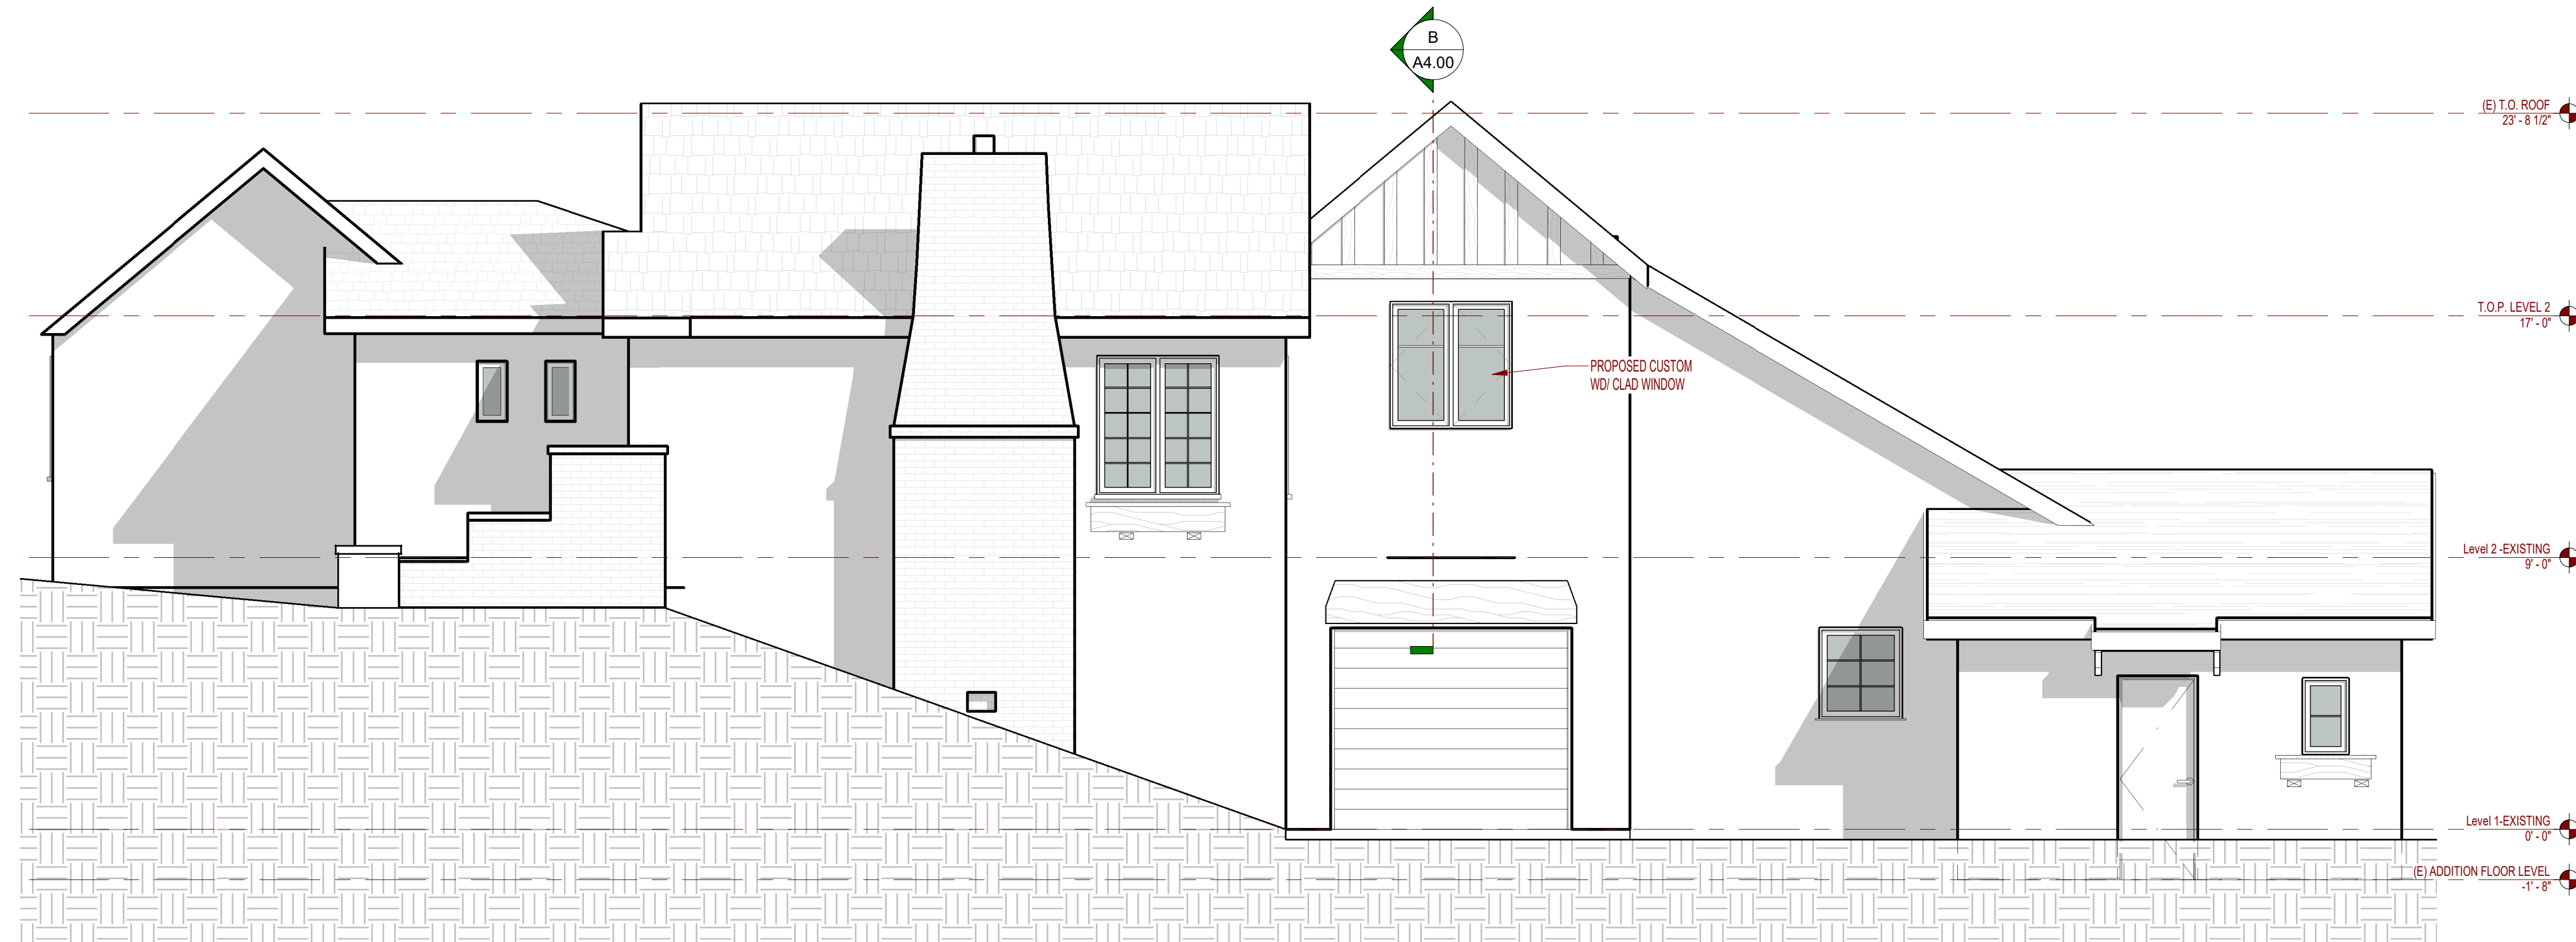 B
A4.00
(E) T.O. ROOF
23' - 8 1/2"
T.O.P. LEVEL 2
17' - 0"
PROPOSED CUSTOM
WD/ CLAD WINDOW
Level 2 -EXISTING
9' - 0"
Level 1-EXISTING
0' - 0"
(E) ADDITION FLOOR LEVEL
-1' - 8"